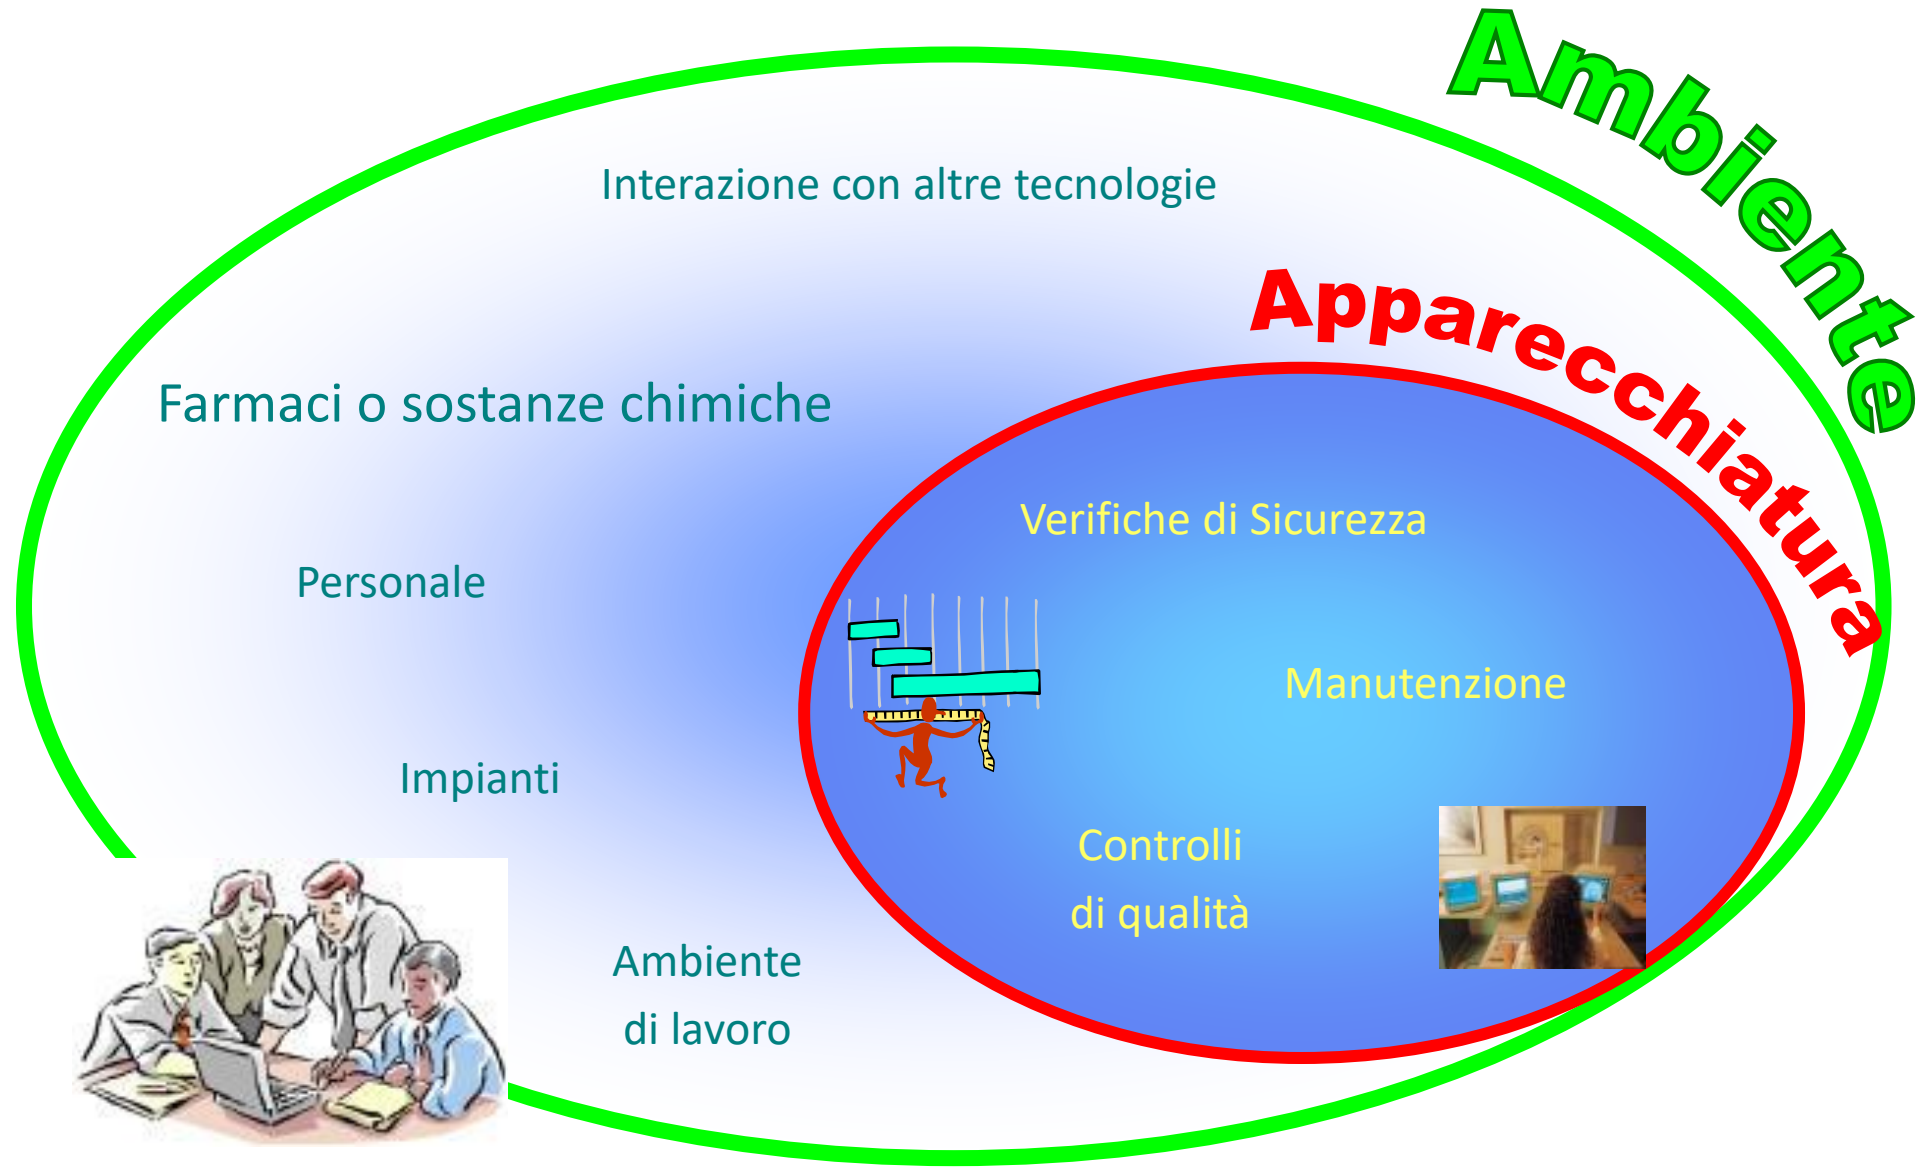 Ambiente
Interazione con altre tecnologie
Apparecchiatura
Farmaci o sostanze chimiche
Verifiche di Sicurezza
Personale
Manutenzione
Impianti
Controlli
di qualità
Ambiente
di lavoro